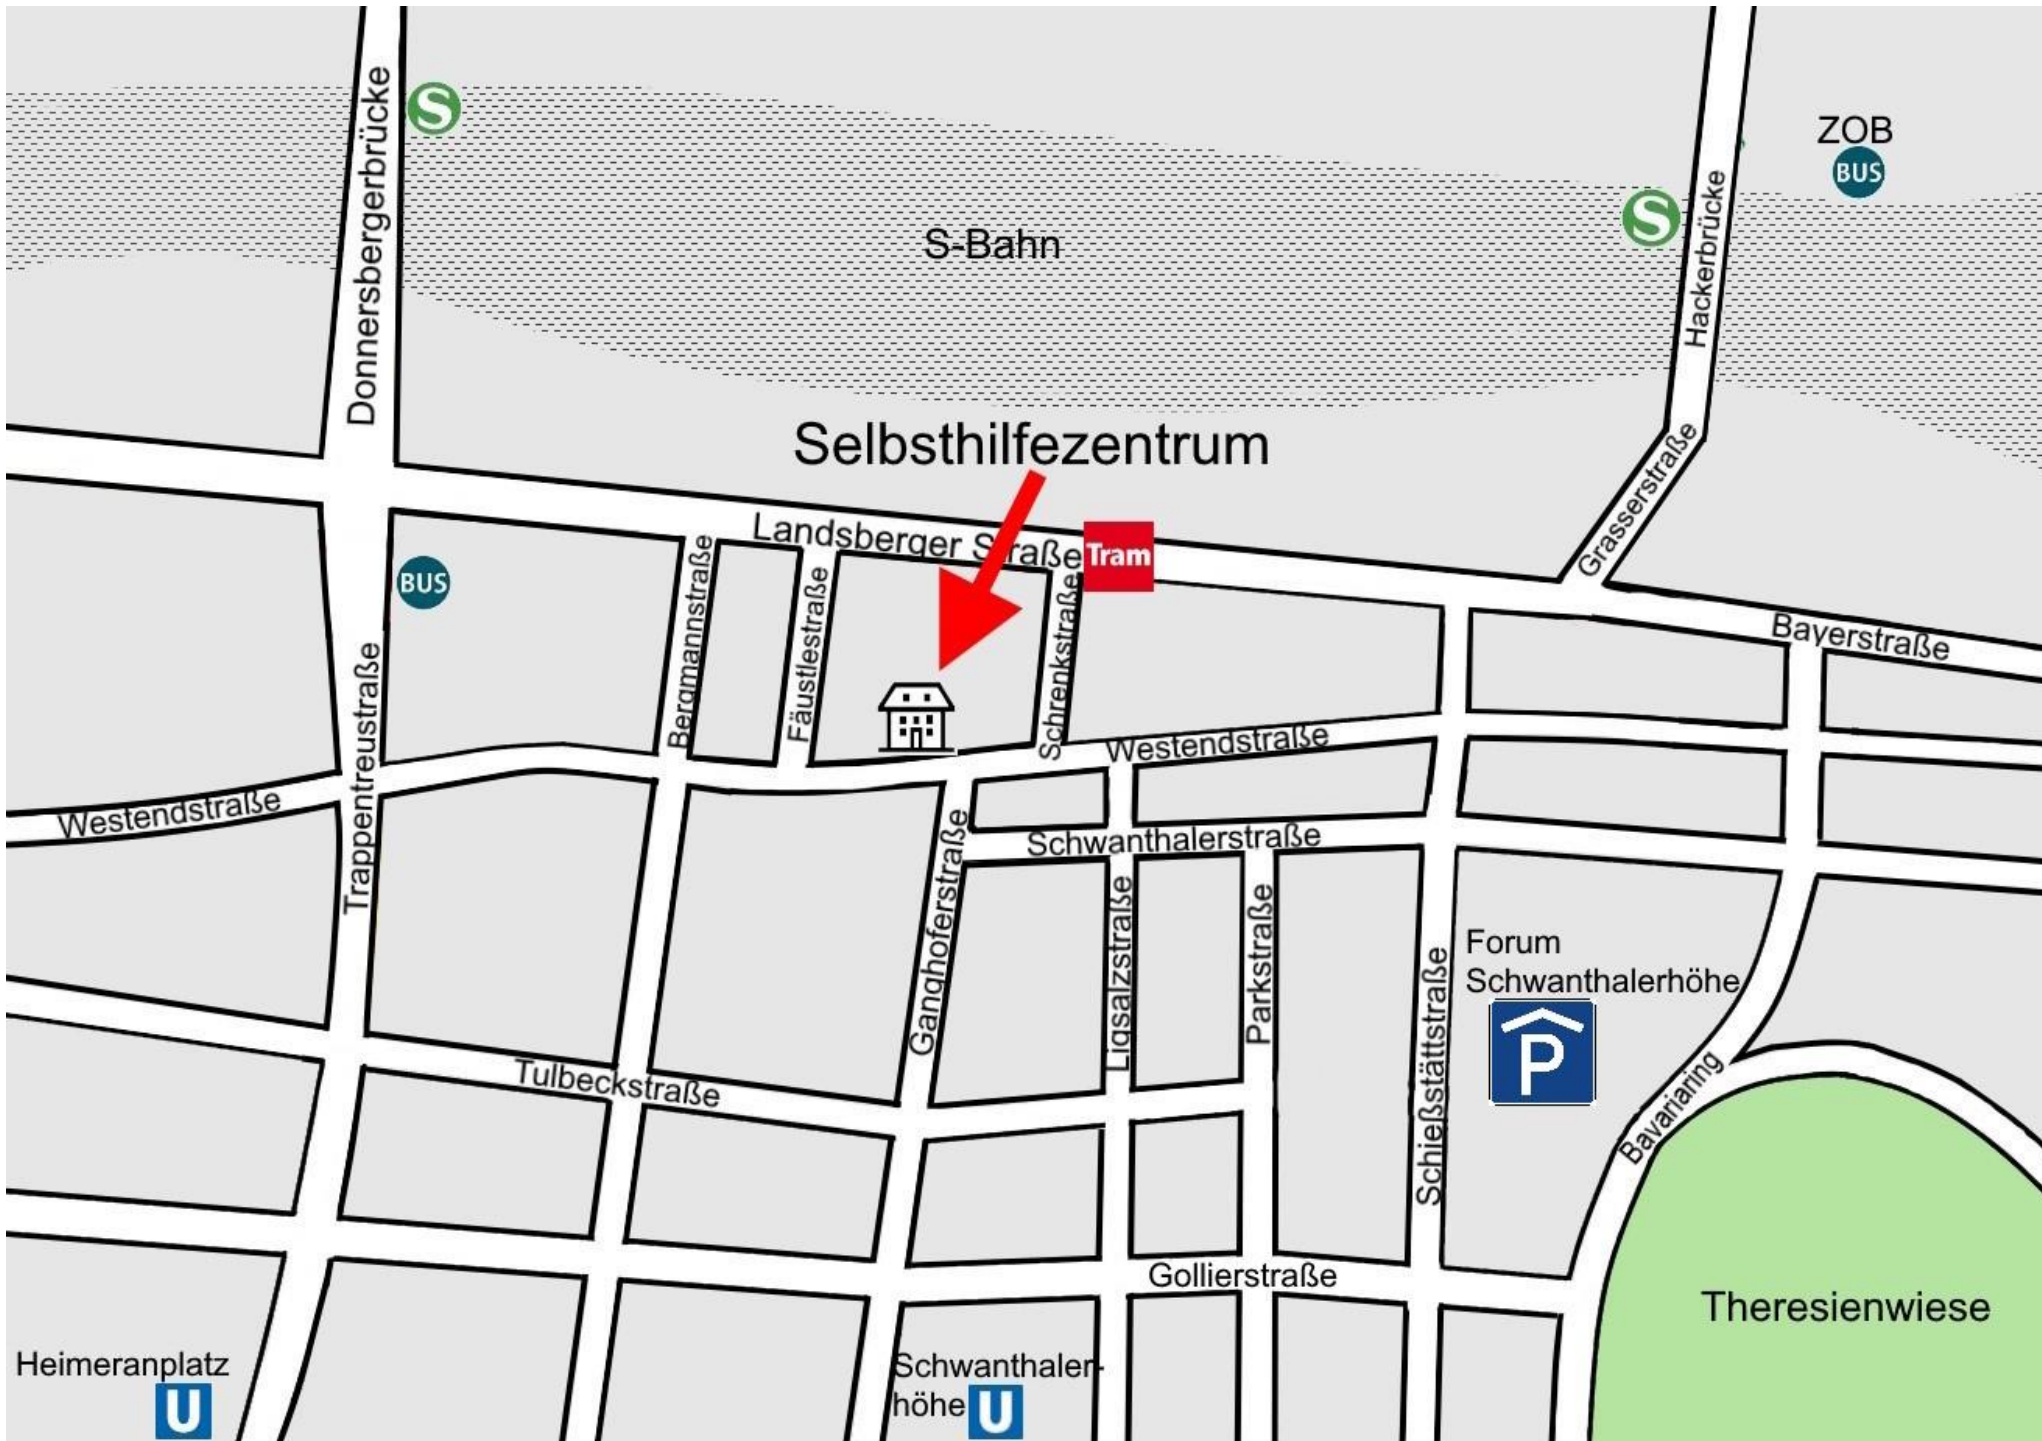 Donnersbergerbrücke
S
ZOB
BUS
S
Hackerbrücke
S-Bahn
Selbsthilfezentrum
Grasserstraße
Landsberger Straße
Tram
BUS
Bergmannstraße
Fäustlestraße
Schrenkstraße
Bayerstraße
Trappentreustraße
Westendstraße
Westendstraße
Ganghoferstraße
Schwanthalerstraße
Ligsalzstraße
Parkstraße
Schießstättstraße
Forum
Schwanthalerhöhe
P
Tulbeckstraße
Bavariaring
Gollierstraße
Theresienwiese
Heimeranplatz
U
Schwanthaler-
höhe U